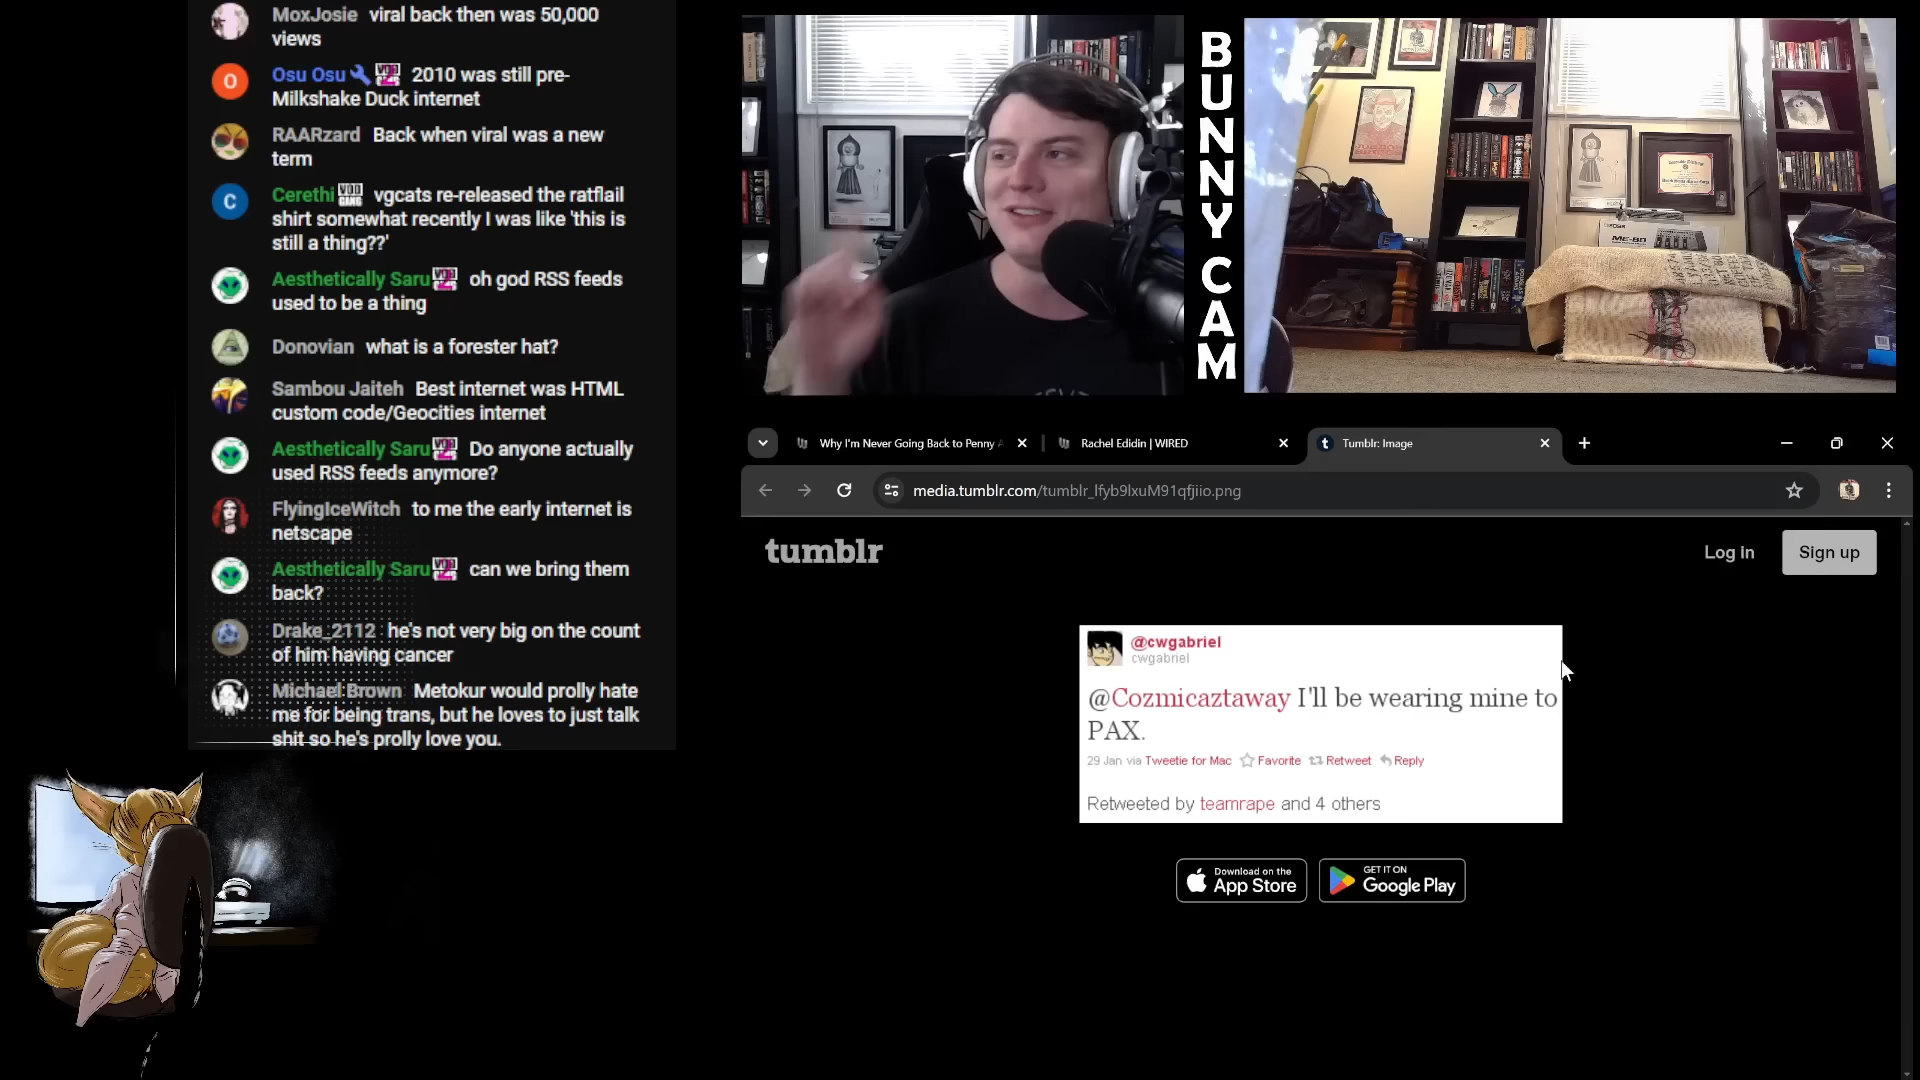 MoxJosie viral back then was 50,000
views
Osu Osu 2010 was still pre-
Milkshake Duck internet
RAARzard Back when viral was a new
term
Cerethi vgcats re-released the ratflail
shirt somewhat recently I was like 'this is
still a thing??'
Aesthetically Saru oh god RSS feeds
used to be a thing
Donovian what is a forester hat?
Sambou Jaiteh Best internet was HTML
custom code/Geocities internet
Aesthetically Saru Do anyone actually
used RSS feeds anymore?
FlyingIceWitch to me the early internet is
netscape
Aesthetically Saru can we bring them
back?
Drake_2112 he's not very big on the count
of him having cancer
Michael Brown Metokur would prolly hate
me for being trans, but he loves to just talk
shit so he's prolly love you.
BUNNY CAM
ME-80
Why I'm Never Going Back to Penny A
Rachel Edidin | WIRED
Tumblr: Image
media.tumblr.com/tumblr_lfyb9lxuM91qfjiio.png
tumblr
Log in
Sign up
@cwgabriel
cwgabriel
@Cozmicaztaway I'll be wearing mine to
PAX.
29 Jan via Tweetie for Mac Favorite Retweet Reply
Retweeted by teamrape and 4 others
Download on the
App Store
GET IT ON
Google Play